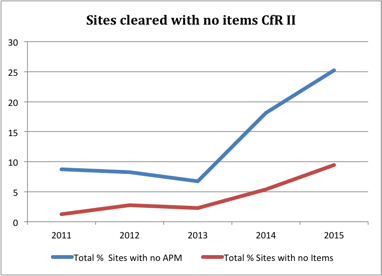 Sites cleared with no items CfR II
30
25
20
15
10
5
0
2011 2012 2013 2014 2015
Total % Sites with no APM Total % Sites with no Items